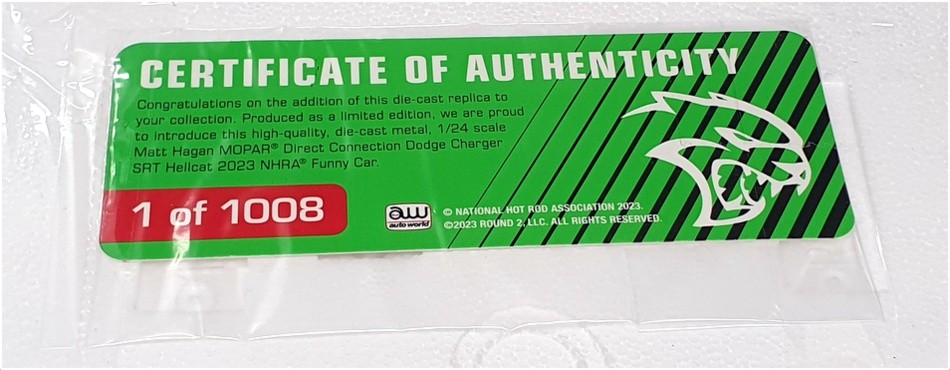 CERTIFICATE OF AUTHENTICITY
Congratulations on the addition of this die-cast replica to
your collection. Produced as a limited edition, we are proud
to introduce this high-quality, die-cast metal, 1/24 scale
Matt Hagan MOPAR® Direct Connection Dodge Charger
SRT Hellcat 2023 NHRA® Funny Car.
1 of 1008
aw
auto world
© NATIONAL HOT ROD ASSOCIATION 2023.
©2023 ROUND 2, LLC. ALL RIGHTS RESERVED.